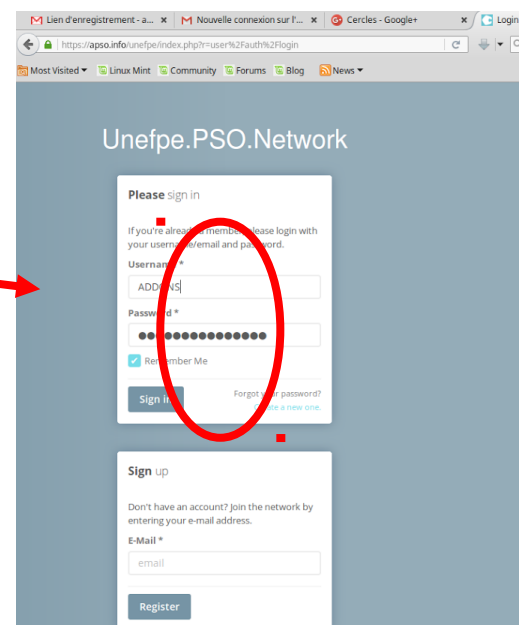 Lien d'enregistrement - a... × Nouvelle connexion sur l'... × Cercles - Google+ × Login
https://apso.info/unefpe/index.php?r=user%2Fauth%2Flogin
Most Visited Linux Mint Community Forums Blog News
Unefpe.PSO.Network
Please sign in
If you're already member please login with
your username/email and password.
Username *
ADDONS
Password *
Remember Me
Sign in
Forgot your password?
Create a new one.
Sign up
Don't have an account? Join the network by
entering your e-mail address.
E-Mail *
email
Register